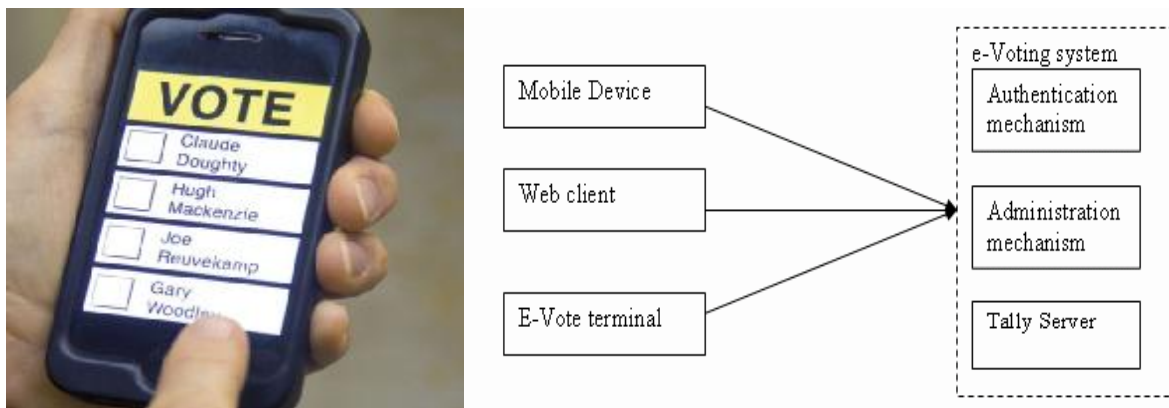 VOTE
Claude
Doughty
Hugh
Mackenzie
Joe
Reuvekamp
Gary
Woodley
Mobile Device
Web client
E-Vote terminal
e-Voting system
Authentication
mechanism
Administration
mechanism
Tally Server